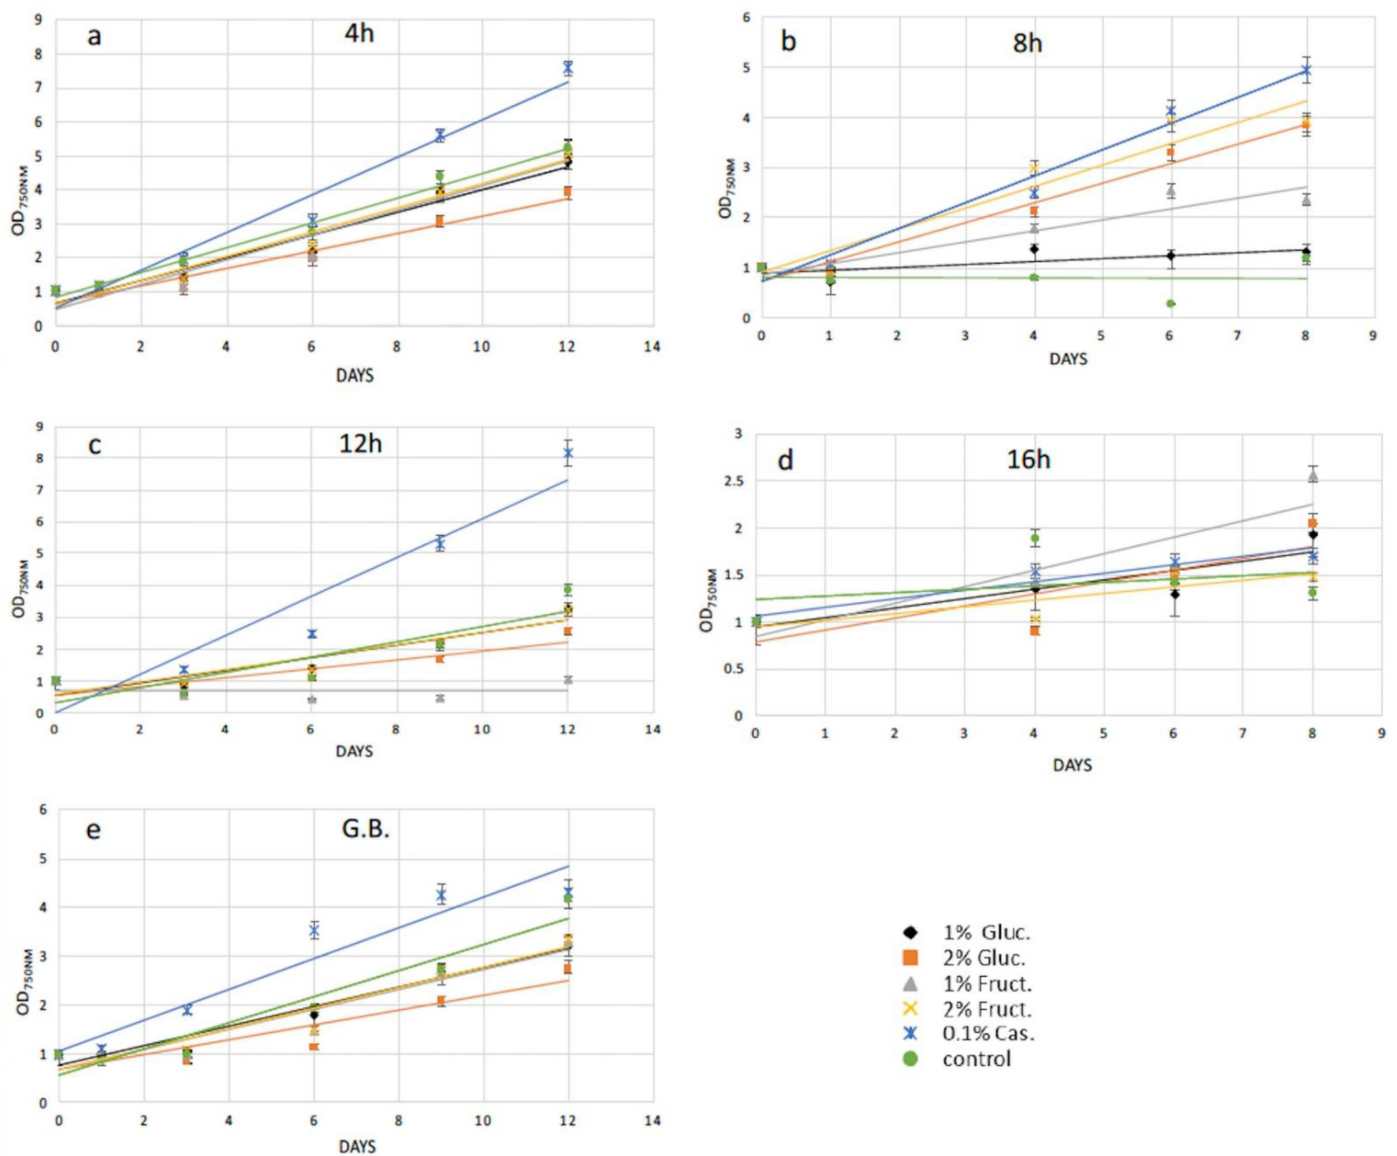 a 4h
9
8
7
6
5
4
3
2
1
0
OD750NM
0 2 4 6 8 10 12 14
DAYS
b 8h
6
5
4
3
2
1
0
OD750NM
0 1 2 3 4 5 6 7 8 9
DAYS
c 12h
9
8
7
6
5
4
3
2
1
0
OD750NM
0 2 4 6 8 10 12 14
DAYS
d 16h
3
2.5
2
1.5
1
0.5
0
OD750NM
0 1 2 3 4 5 6 7 8 9
DAYS
e G.B.
6
5
4
3
2
1
0
OD750NM
0 2 4 6 8 10 12 14
DAYS
1% Gluc.
2% Gluc.
1% Fruct.
2% Fruct.
0.1% Cas.
control